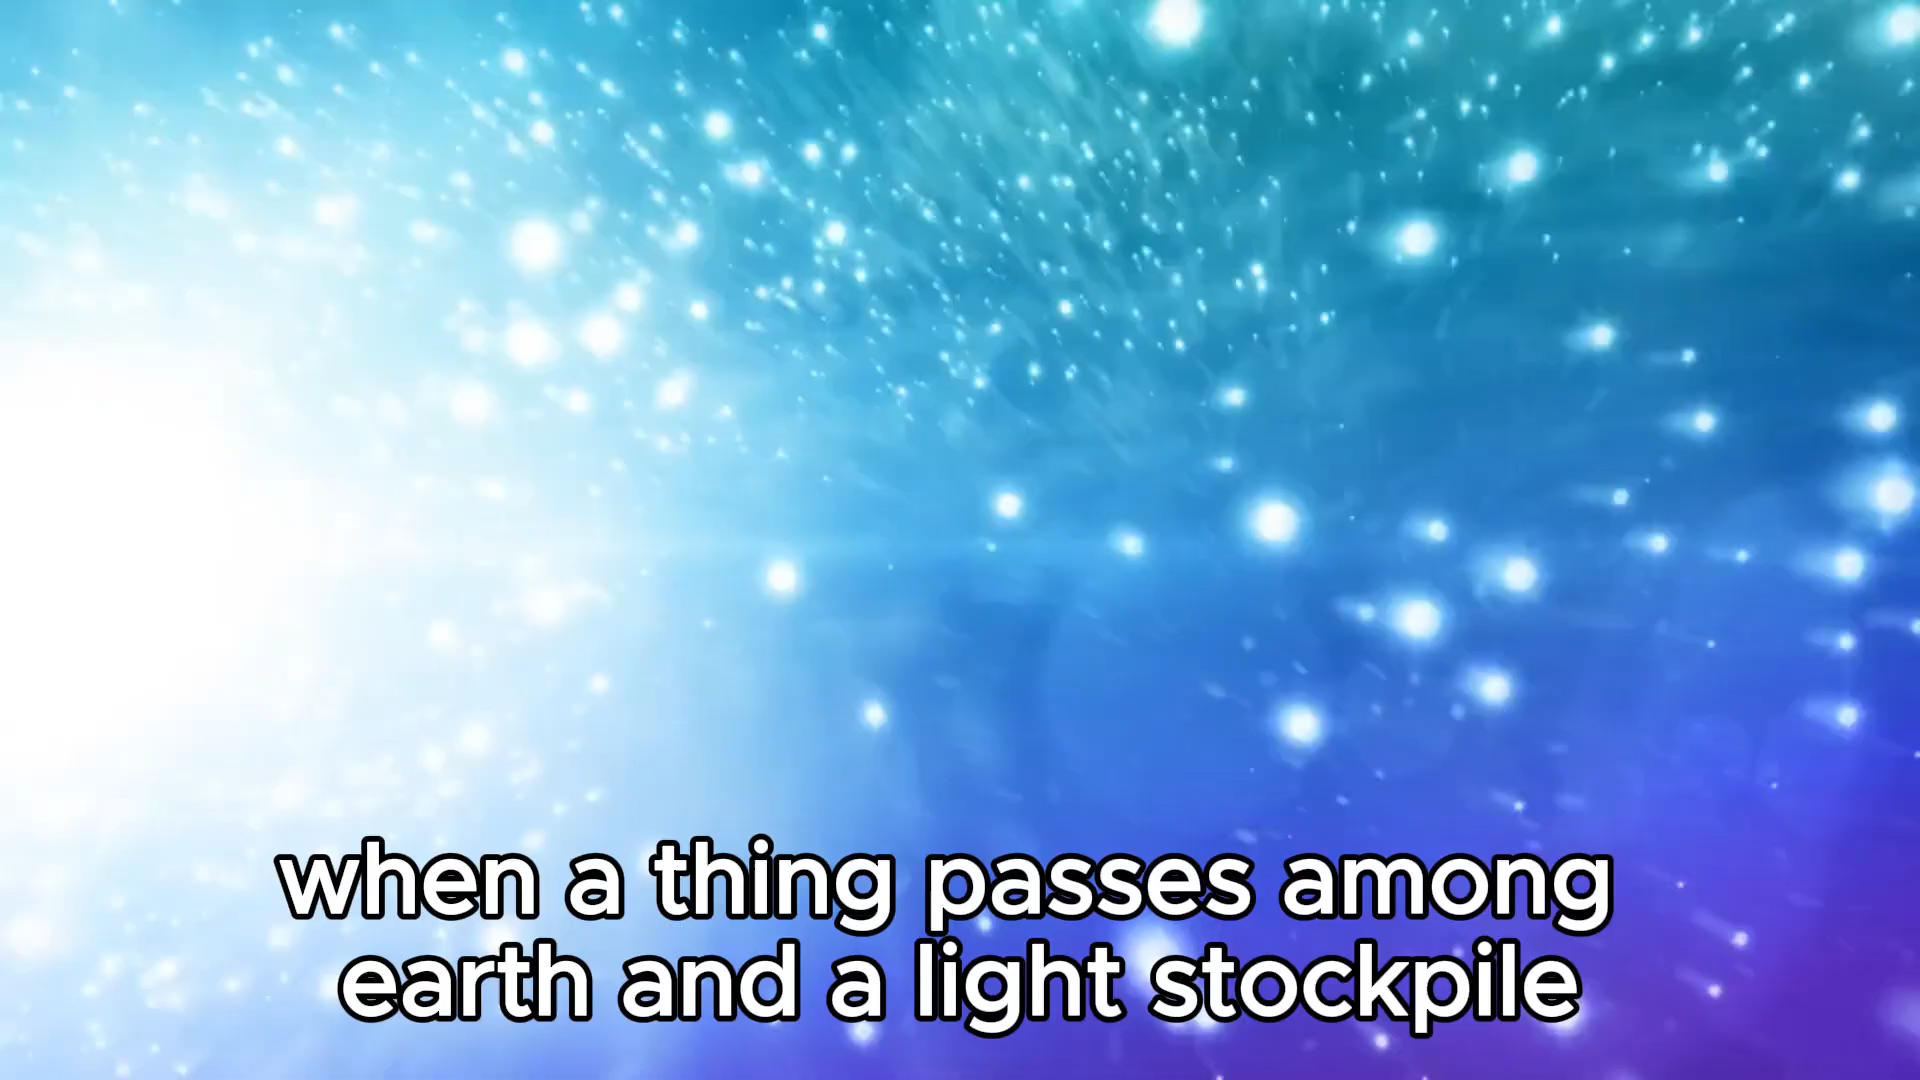 when a thing passes among
earth and a light stockpile